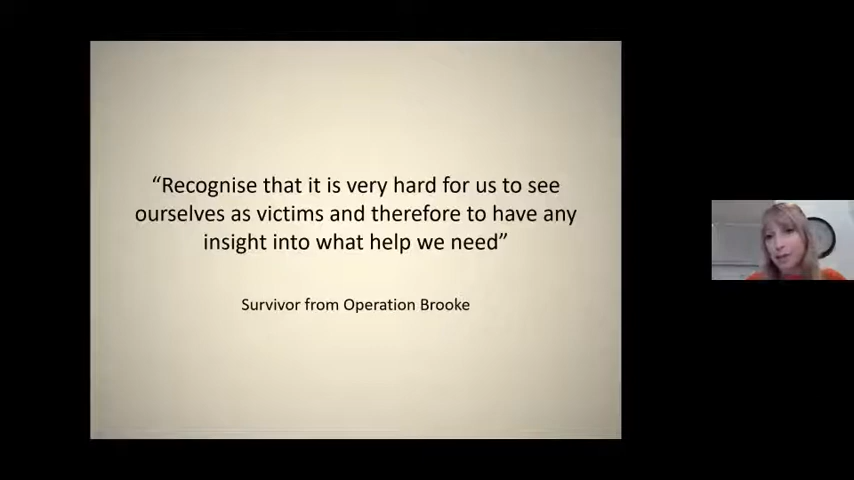 “Recognise that it is very hard for us to see
ourselves as victims and therefore to have any
insight into what help we need”
Survivor from Operation Brooke